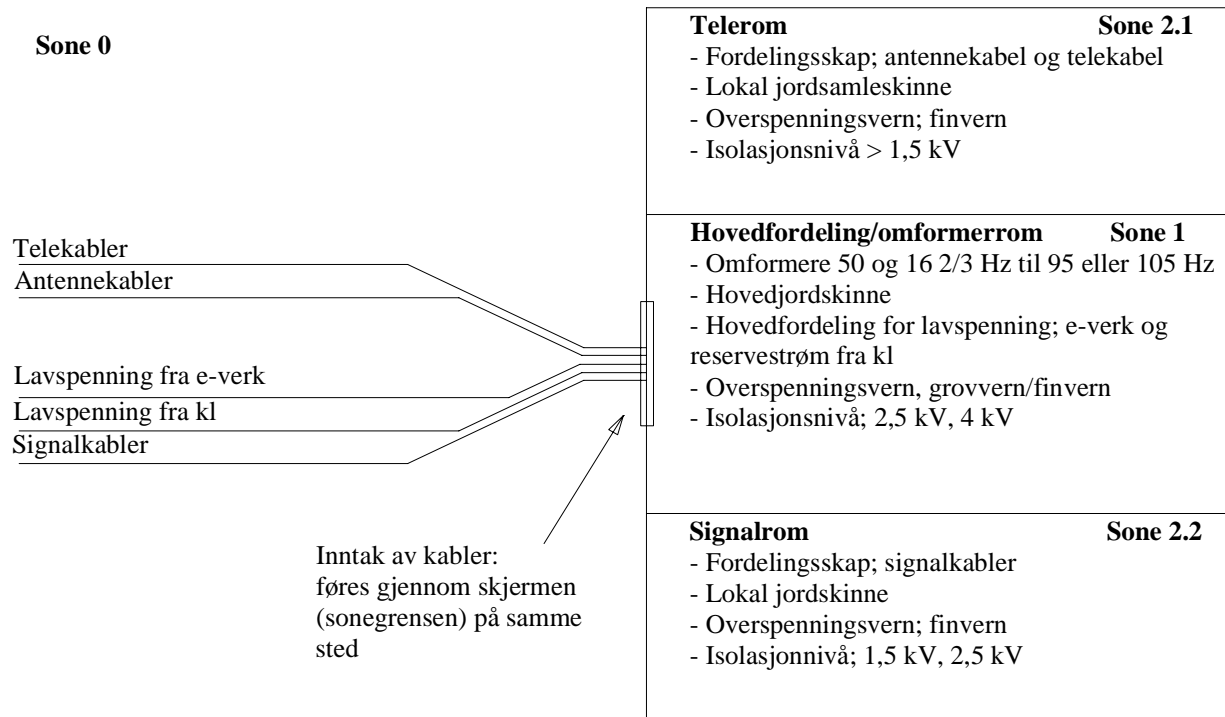 Sone 0
Telerom Sone 2.1
- Fordelingsskap; antennekabel og telekabel
- Lokal jordsamleskinne
- Overspenningsvern; finvern
- Isolasjonsnivå > 1,5 kV
Telekabler
Antennekabler
Lavspenning fra e-verk
Lavspenning fra kl
Signalkabler
Hovedfordeling/omformerrom Sone 1
- Omformere 50 og 16 2/3 Hz til 95 eller 105 Hz
- Hovedjordskinne
- Hovedfordeling for lavspenning; e-verk og
reservestrøm fra kl
- Overspenningsvern, grovvern/finvern
- Isolasjonsnivå; 2,5 kV, 4 kV
Inntak av kabler:
føres gjennom skjermen
(sonegrensen) på samme
sted
Signalrom Sone 2.2
- Fordelingsskap; signalkabler
- Lokal jordskinne
- Overspenningsvern; finvern
- Isolasjonnivå; 1,5 kV, 2,5 kV